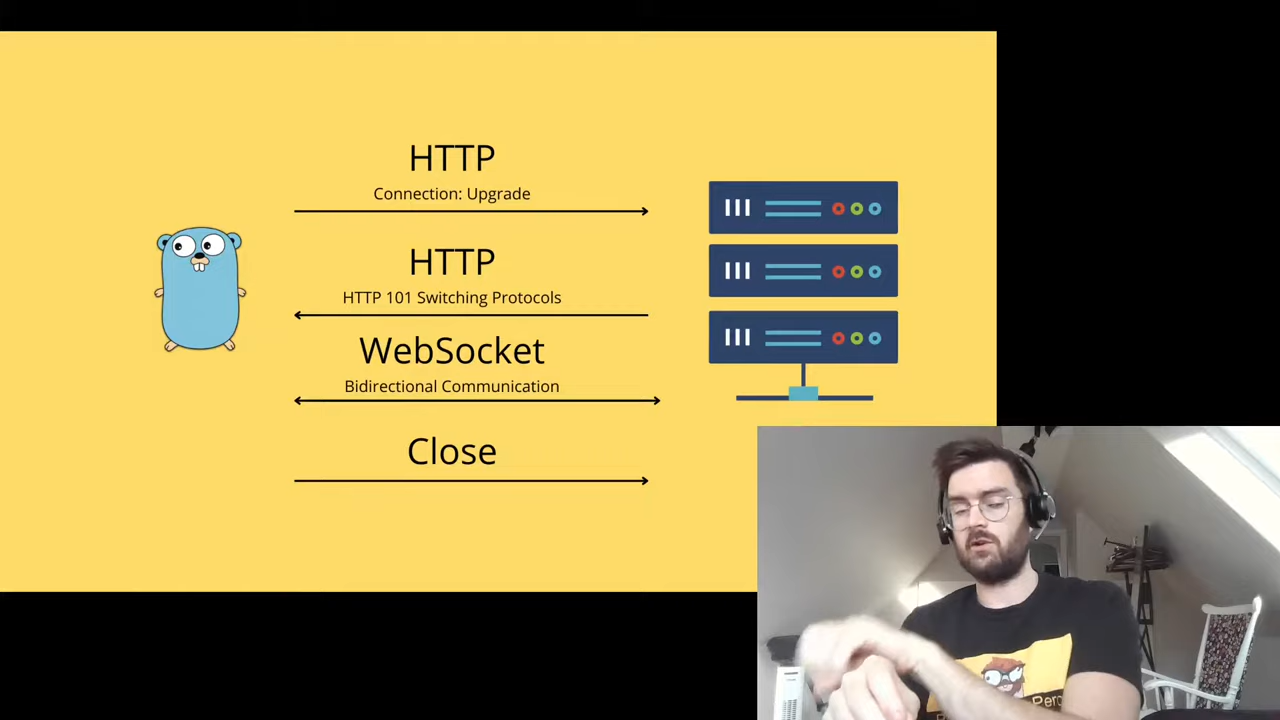 HTTP
Connection: Upgrade
HTTP
HTTP 101 Switching Protocols
WebSocket
Bidirectional Communication
Close